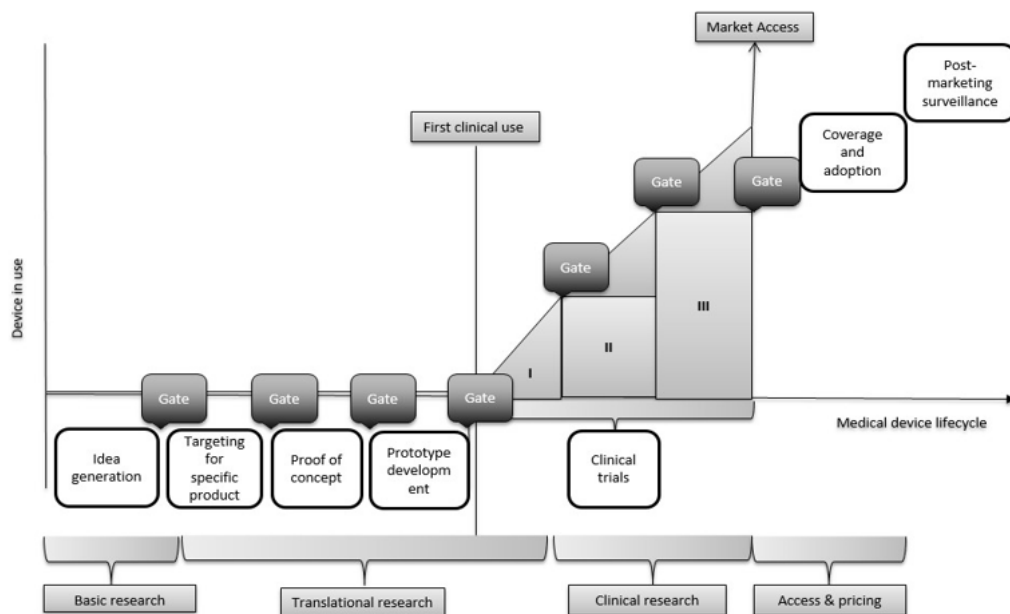 Market Access
Post-
marketing
surveillance
First clinical use
Coverage
and
adoption
Gate
Gate
Gate
Device in use
I
II
III
Gate
Gate
Gate
Gate
Medical device lifecycle
Idea
generation
Targeting for
specific
product
Proof of
concept
Prototype
developm
ent
Clinical
trials
Basic research
Translational research
Clinical research
Access & pricing